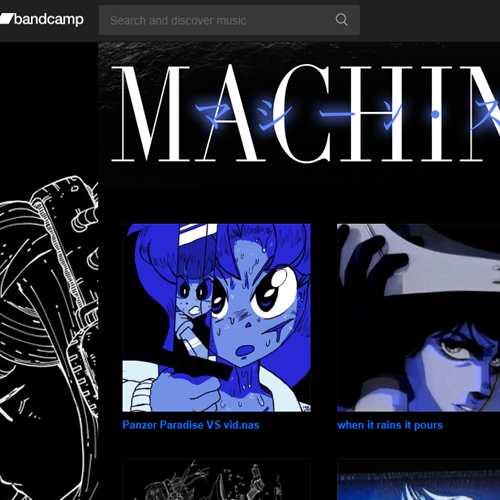 bandcamp
Search and discover music
MACHIN
マシーン・ス
Panzer Paradise VS vid.nas
when it rains it pours